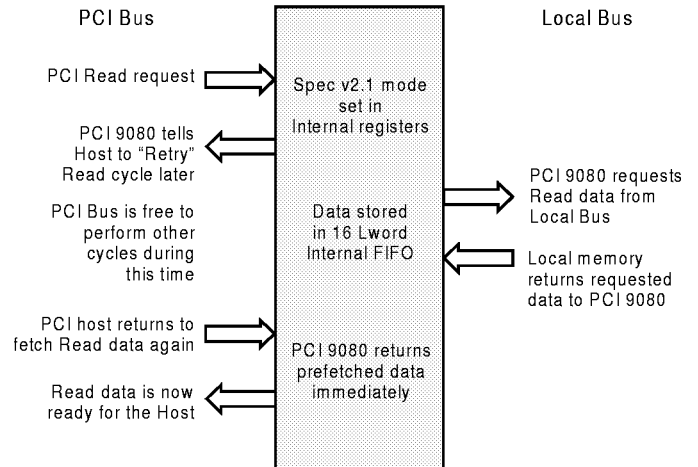 PCI Bus
Local Bus
PCI Read request
PCI 9080 tells
Host to "Retry"
Read cycle later
PCI Bus is free to
perform other
cycles during
this time
PCI host returns to
fetch Read data again
Read data is now
ready for the Host
Spec v2.1 mode
set in
Internal registers
Data stored
in 16 Lword
Internal FIFO
PCI 9080 returns
prefetched data
immediately
PCI 9080 requests
Read data from
Local Bus
Local memory
returns requested
data to PCI 9080